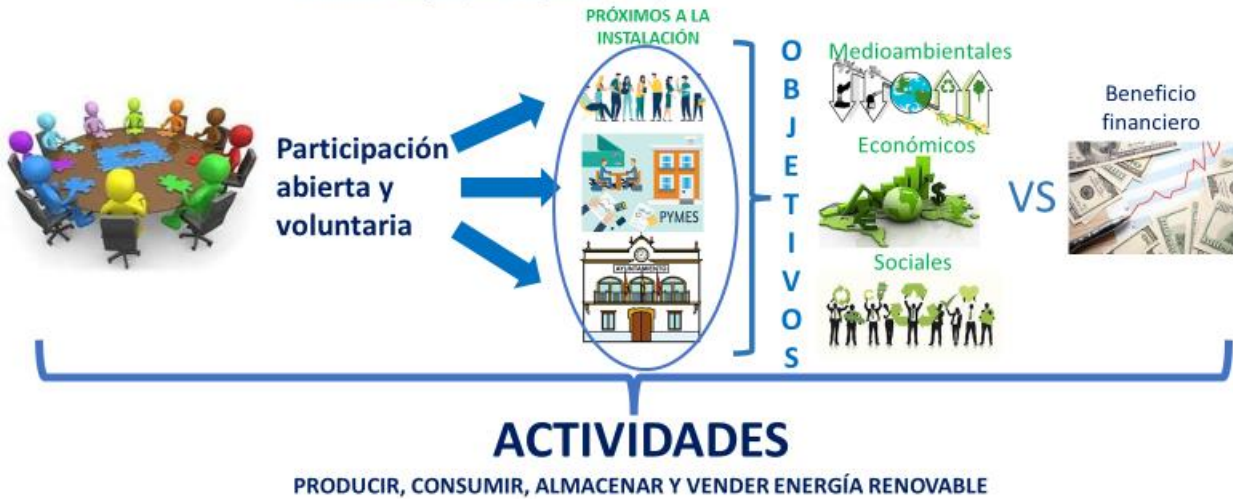 PRÓXIMOS A LA
INSTALACIÓN
Participación
abierta y
voluntaria
PYMES
AYUNTAMIENTO
OBJETIVOS
Medioambientales
Económicos
Sociales
VS
Beneficio
financiero
ACTIVIDADES
PRODUCIR, CONSUMIR, ALMACENAR Y VENDER ENERGÍA RENOVABLE